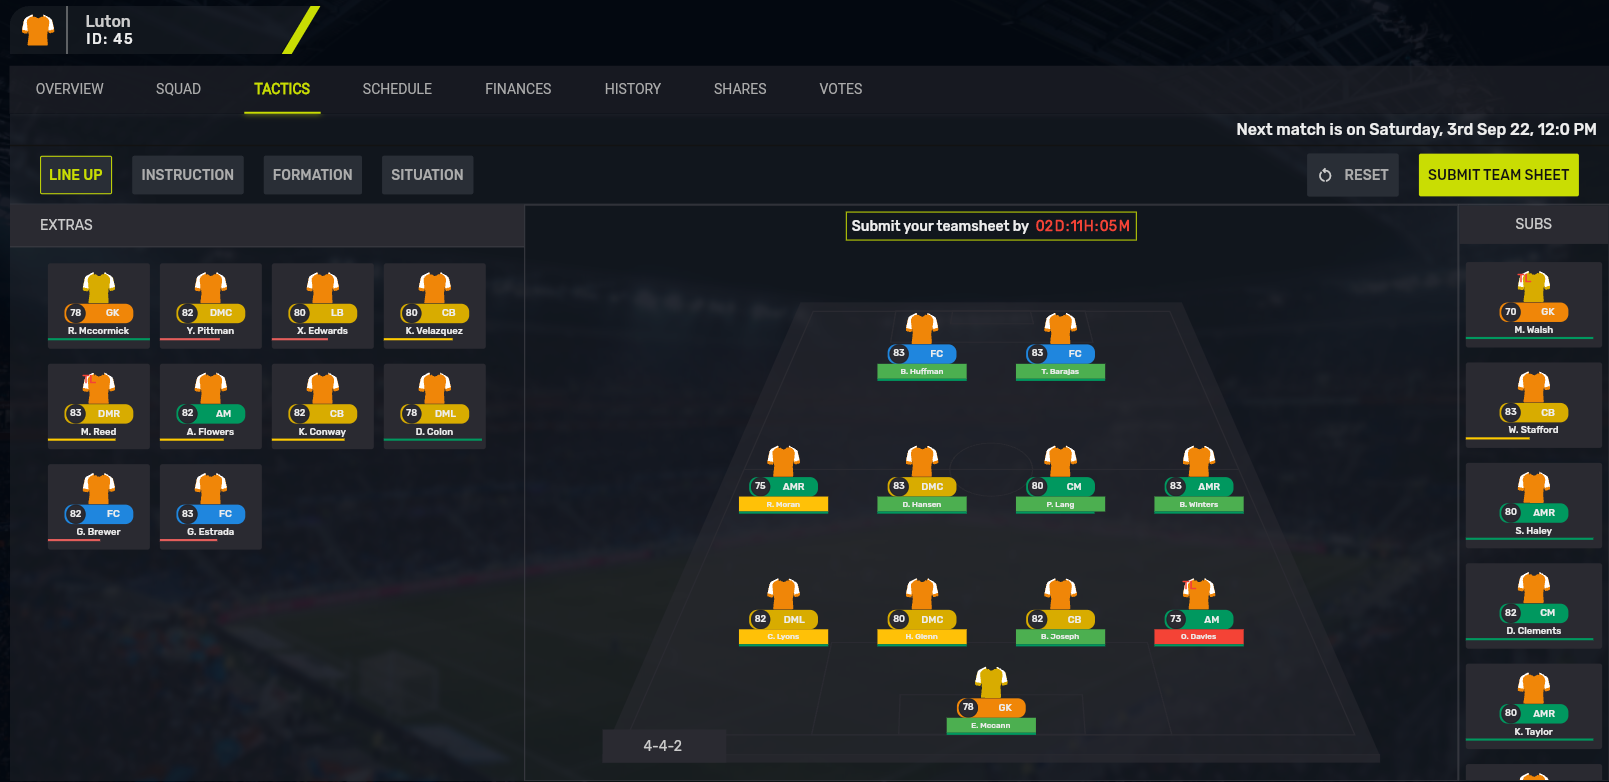 Luton
ID: 45
OVERVIEW SQUAD TACTICS SCHEDULE FINANCES HISTORY SHARES VOTES
Next match is on Saturday, 3rd Sep 22, 12:0 PM
LINE UP INSTRUCTION FORMATION SITUATION RESET SUBMIT TEAM SHEET
EXTRAS
78 GK
R. Mccormick
82 DMC
Y. Pittman
80 LB
X. Edwards
80 CB
K. Velazquez
TL
83 DMR
M. Reed
82 AM
A. Flowers
82 CB
K. Conway
78 DML
D. Colon
82 FC
G. Brewer
83 FC
G. Estrada
Submit your teamsheet by 02D:11H:05M
83 FC
B. Huffman
83 FC
T. Barajas
75 AMR
R. Moran
83 DMC
D. Hansen
80 CM
P. Lang
83 AMR
B. Winters
82 DML
C. Lyons
80 DMC
H. Glenn
82 CB
B. Joseph
TL
73 AM
O. Davies
78 GK
E. Mccann
4-4-2
SUBS
TL
70 GK
M. Walsh
83 CB
W. Stafford
80 AMR
S. Haley
82 CM
D. Clements
80 AMR
K. Taylor